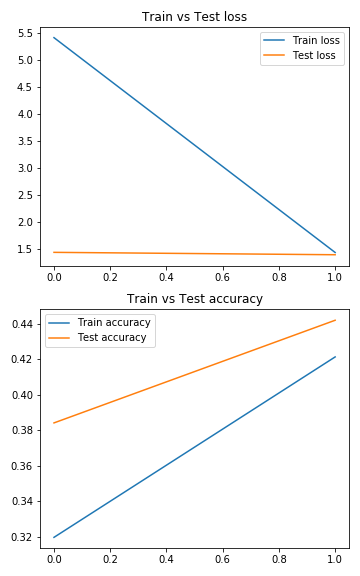 Train vs Test loss
5.5
5.0
4.5
4.0
3.5
3.0
2.5
2.0
1.5
Train loss
Test loss
0.0 0.2 0.4 0.6 0.8 1.0
Train vs Test accuracy
0.44
0.42
0.40
0.38
0.36
0.34
0.32
Train accuracy
Test accuracy
0.0 0.2 0.4 0.6 0.8 1.0